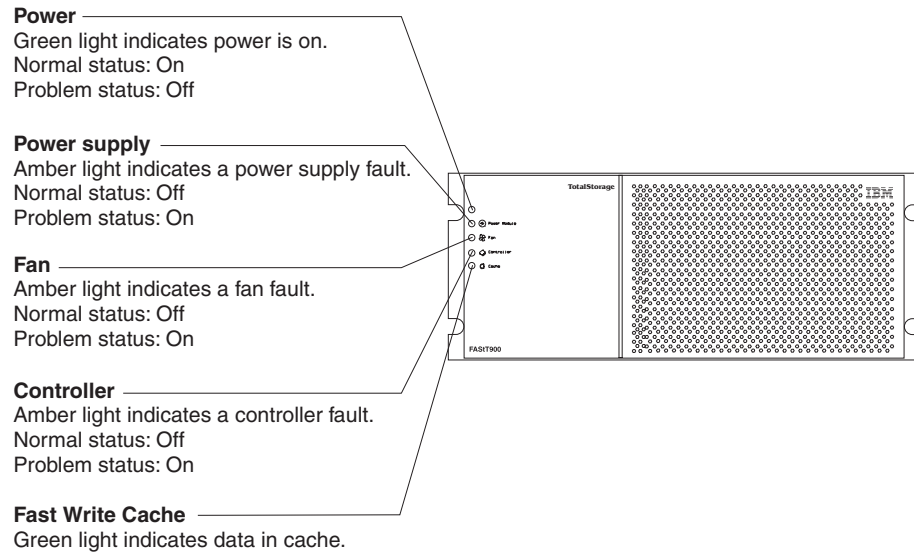 Power
Green light indicates power is on.
Normal status: On
Problem status: Off
Power supply
Amber light indicates a power supply fault.
Normal status: Off
Problem status: On
Fan
Amber light indicates a fan fault.
Normal status: Off
Problem status: On
Controller
Amber light indicates a controller fault.
Normal status: Off
Problem status: On
Fast Write Cache
Green light indicates data in cache.
TotalStorage
IBM
Power Module
Fan
Controller
Cache
FAStT900